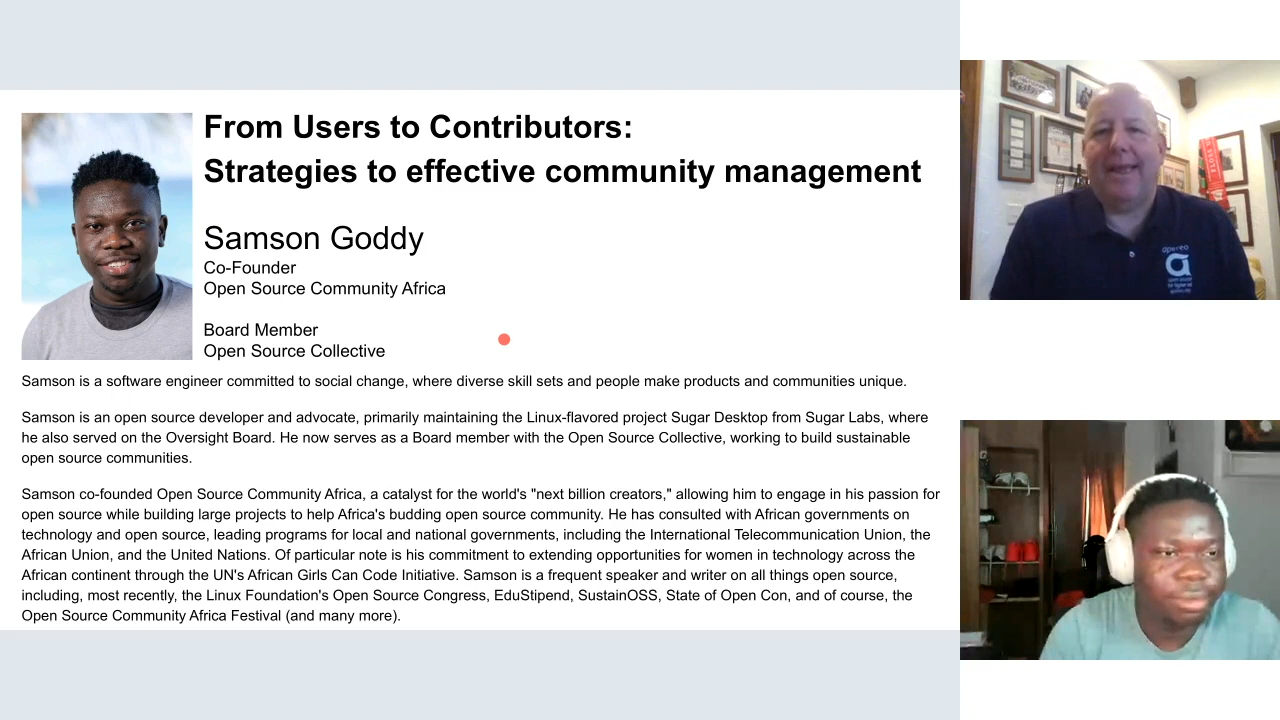 From Users to Contributors:
Strategies to effective community management
Samson Goddy
Co-Founder
Open Source Community Africa
Board Member
Open Source Collective
Samson is a software engineer committed to social change, where diverse skill sets and people make products and communities unique.
Samson is an open source developer and advocate, primarily maintaining the Linux-flavored project Sugar Desktop from Sugar Labs, where
he also served on the Oversight Board. He now serves as a Board member with the Open Source Collective, working to build sustainable
open source communities.
Samson co-founded Open Source Community Africa, a catalyst for the world's "next billion creators," allowing him to engage in his passion for
open source while building large projects to help Africa's budding open source community. He has consulted with African governments on
technology and open source, leading programs for local and national governments, including the International Telecommunication Union, the
African Union, and the United Nations. Of particular note is his commitment to extending opportunities for women in technology across the
African continent through the UN's African Girls Can Code Initiative. Samson is a frequent speaker and writer on all things open source,
including, most recently, the Linux Foundation's Open Source Congress, EduStipend, SustainOSS, State of Open Con, and of course, the
Open Source Community Africa Festival (and many more).
apereo
open source